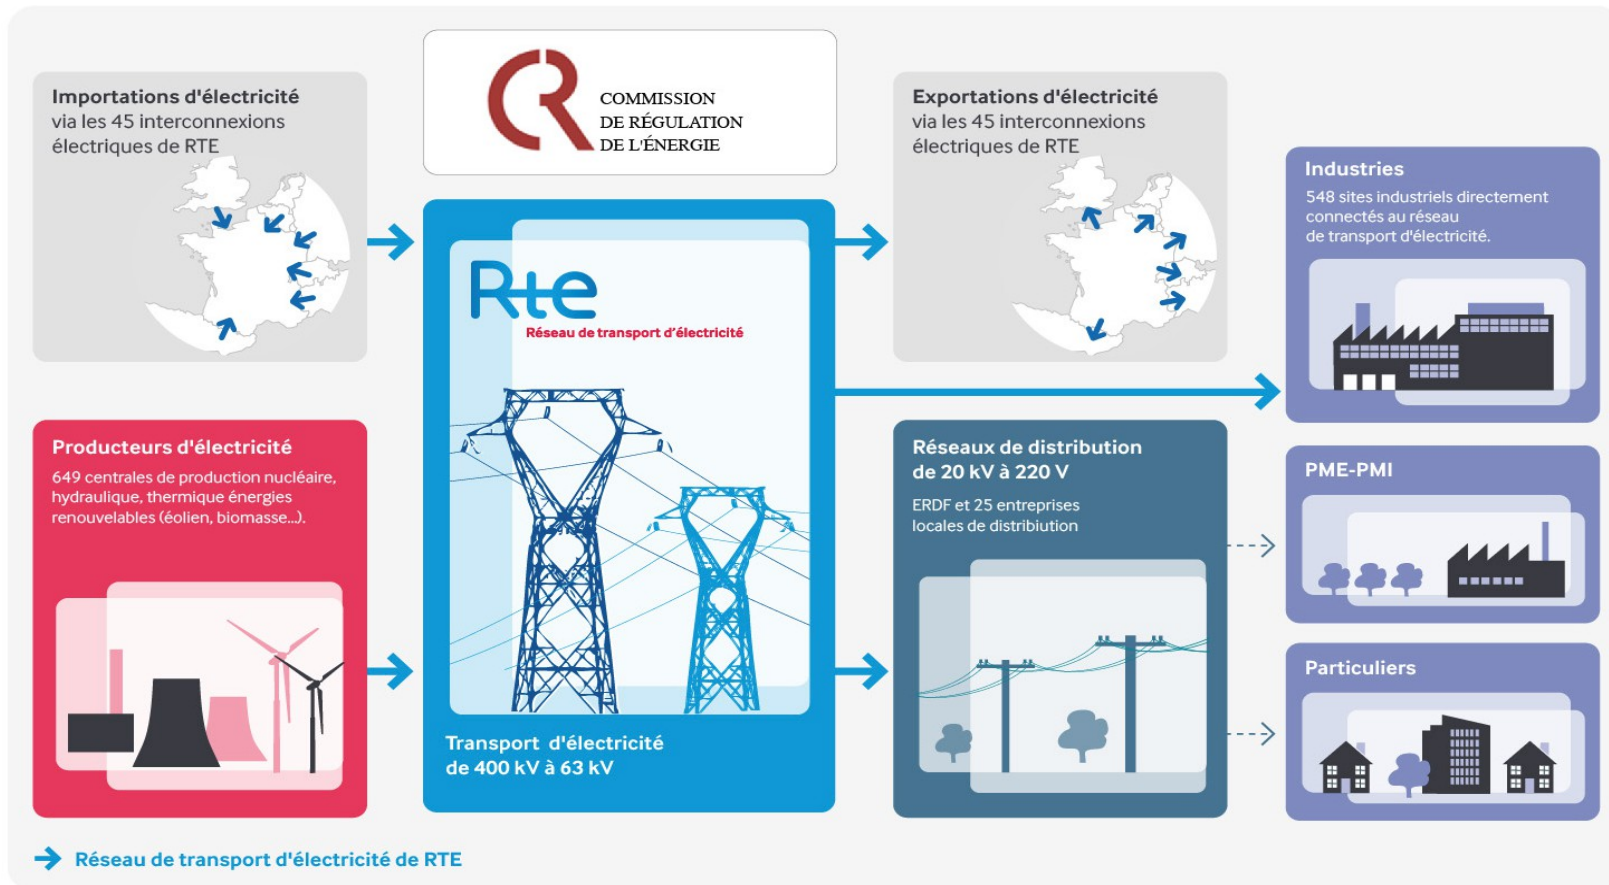 Importations d'électricité
via les 45 interconnexions
électriques de RTE
COMMISSION
DE RÉGULATION
DE L'ÉNERGIE
Exportations d'électricité
via les 45 interconnexions
électriques de RTE
Industries
548 sites industriels directement
connectés au réseau
de transport d'électricité.
Rte
Réseau de transport d'électricité
Producteurs d'électricité
649 centrales de production nucléaire,
hydraulique, thermique énergies
renouvelables (éolien, biomasse...).
Transport d'électricité
de 400 kV à 63 kV
Réseaux de distribution
de 20 kV à 220 V
ERDF et 25 entreprises
locales de distribiution
PME-PMI
Particuliers
Réseau de transport d'électricité de RTE